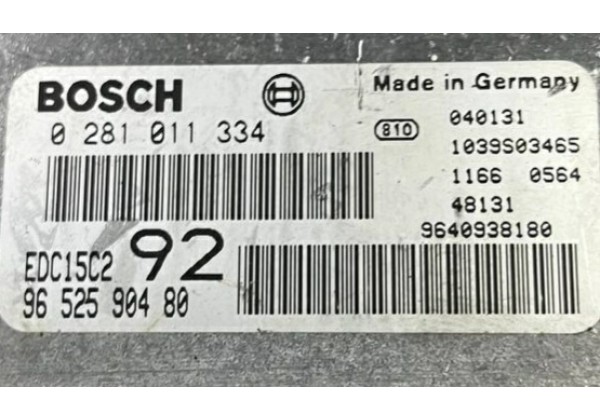 BOSCH
Made in Germany
0 281 011 334
810
040131
1039S03465
1166 0564
48131
9640938180
EDC15C2 92
96 525 904 80